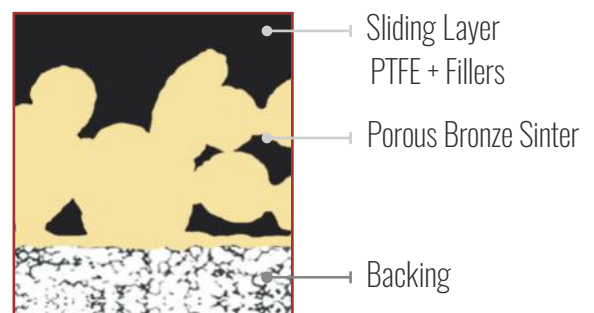 Sliding Layer
PTFE + Fillers
Porous Bronze Sinter
Backing